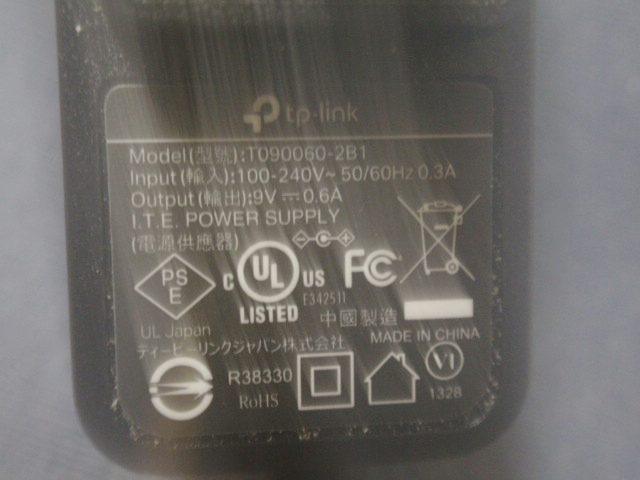 tp-link
Model(型號):T090060-2B1
Input(輸入):100-240V~50/60Hz 0.3A
Output(輸出):9V⎓0.6A
I.T.E. POWER SUPPLY
(電源供應器)
PS
E
C UL US
LISTED
E342511
FC
中國製造
MADE IN CHINA
UL Japan
ティーピーリンクジャパン株式会社
R38330
RoHS
VI
1328